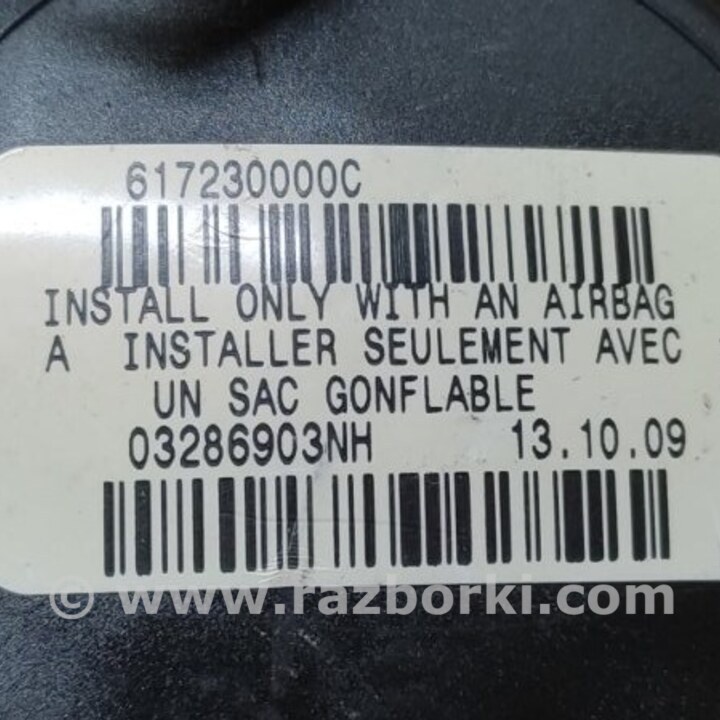 617230000C
INSTALL ONLY WITH AN AIRBAG
A INSTALLER SEULEMENT AVEC
UN SAC GONFLABLE
03286903NH 13.10.09
© www.razborki.com